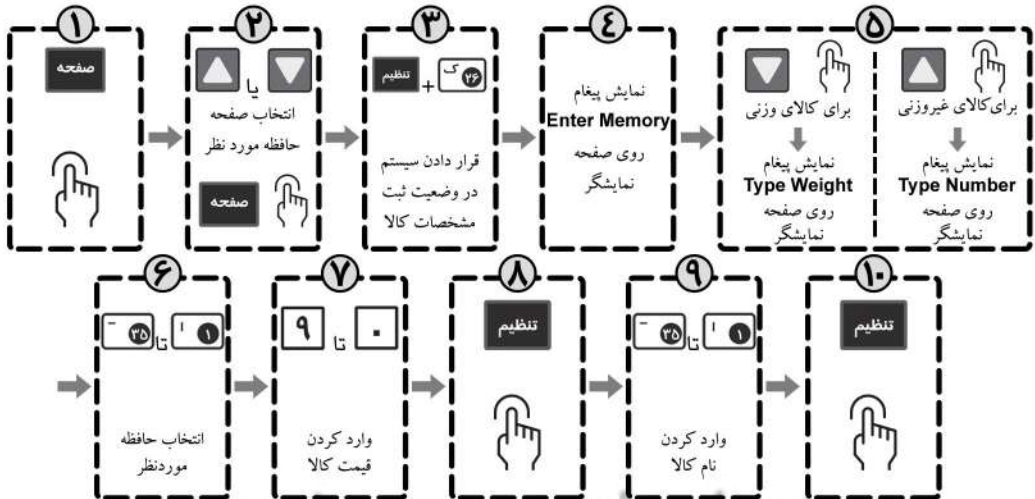 ۱
صفحه
۲
یا
انتخاب صفحه
حافظه مورد نظر
صفحه
۳
تنظیم + ۲۶ ک
قرار دادن سیستم
در وضعیت ثبت
مشخصات کالا
٤
نمایش پیغام
Enter Memory
روی صفحه
نمایشگر
۵
برای کالای وزنی
نمایش پیغام
Type Weight
روی صفحه
نمایشگر
برای کالای غیروزنی
نمایش پیغام
Type Number
روی صفحه
نمایشگر
۶
۱ ا تا ۳۵ -
انتخاب حافظه
موردنظر
۷
۰ تا ۹
وارد کردن
قیمت کالا
۸
تنظیم
۹
۱ ا تا ۳۵ -
وارد کردن
نام کالا
۱۰
تنظیم